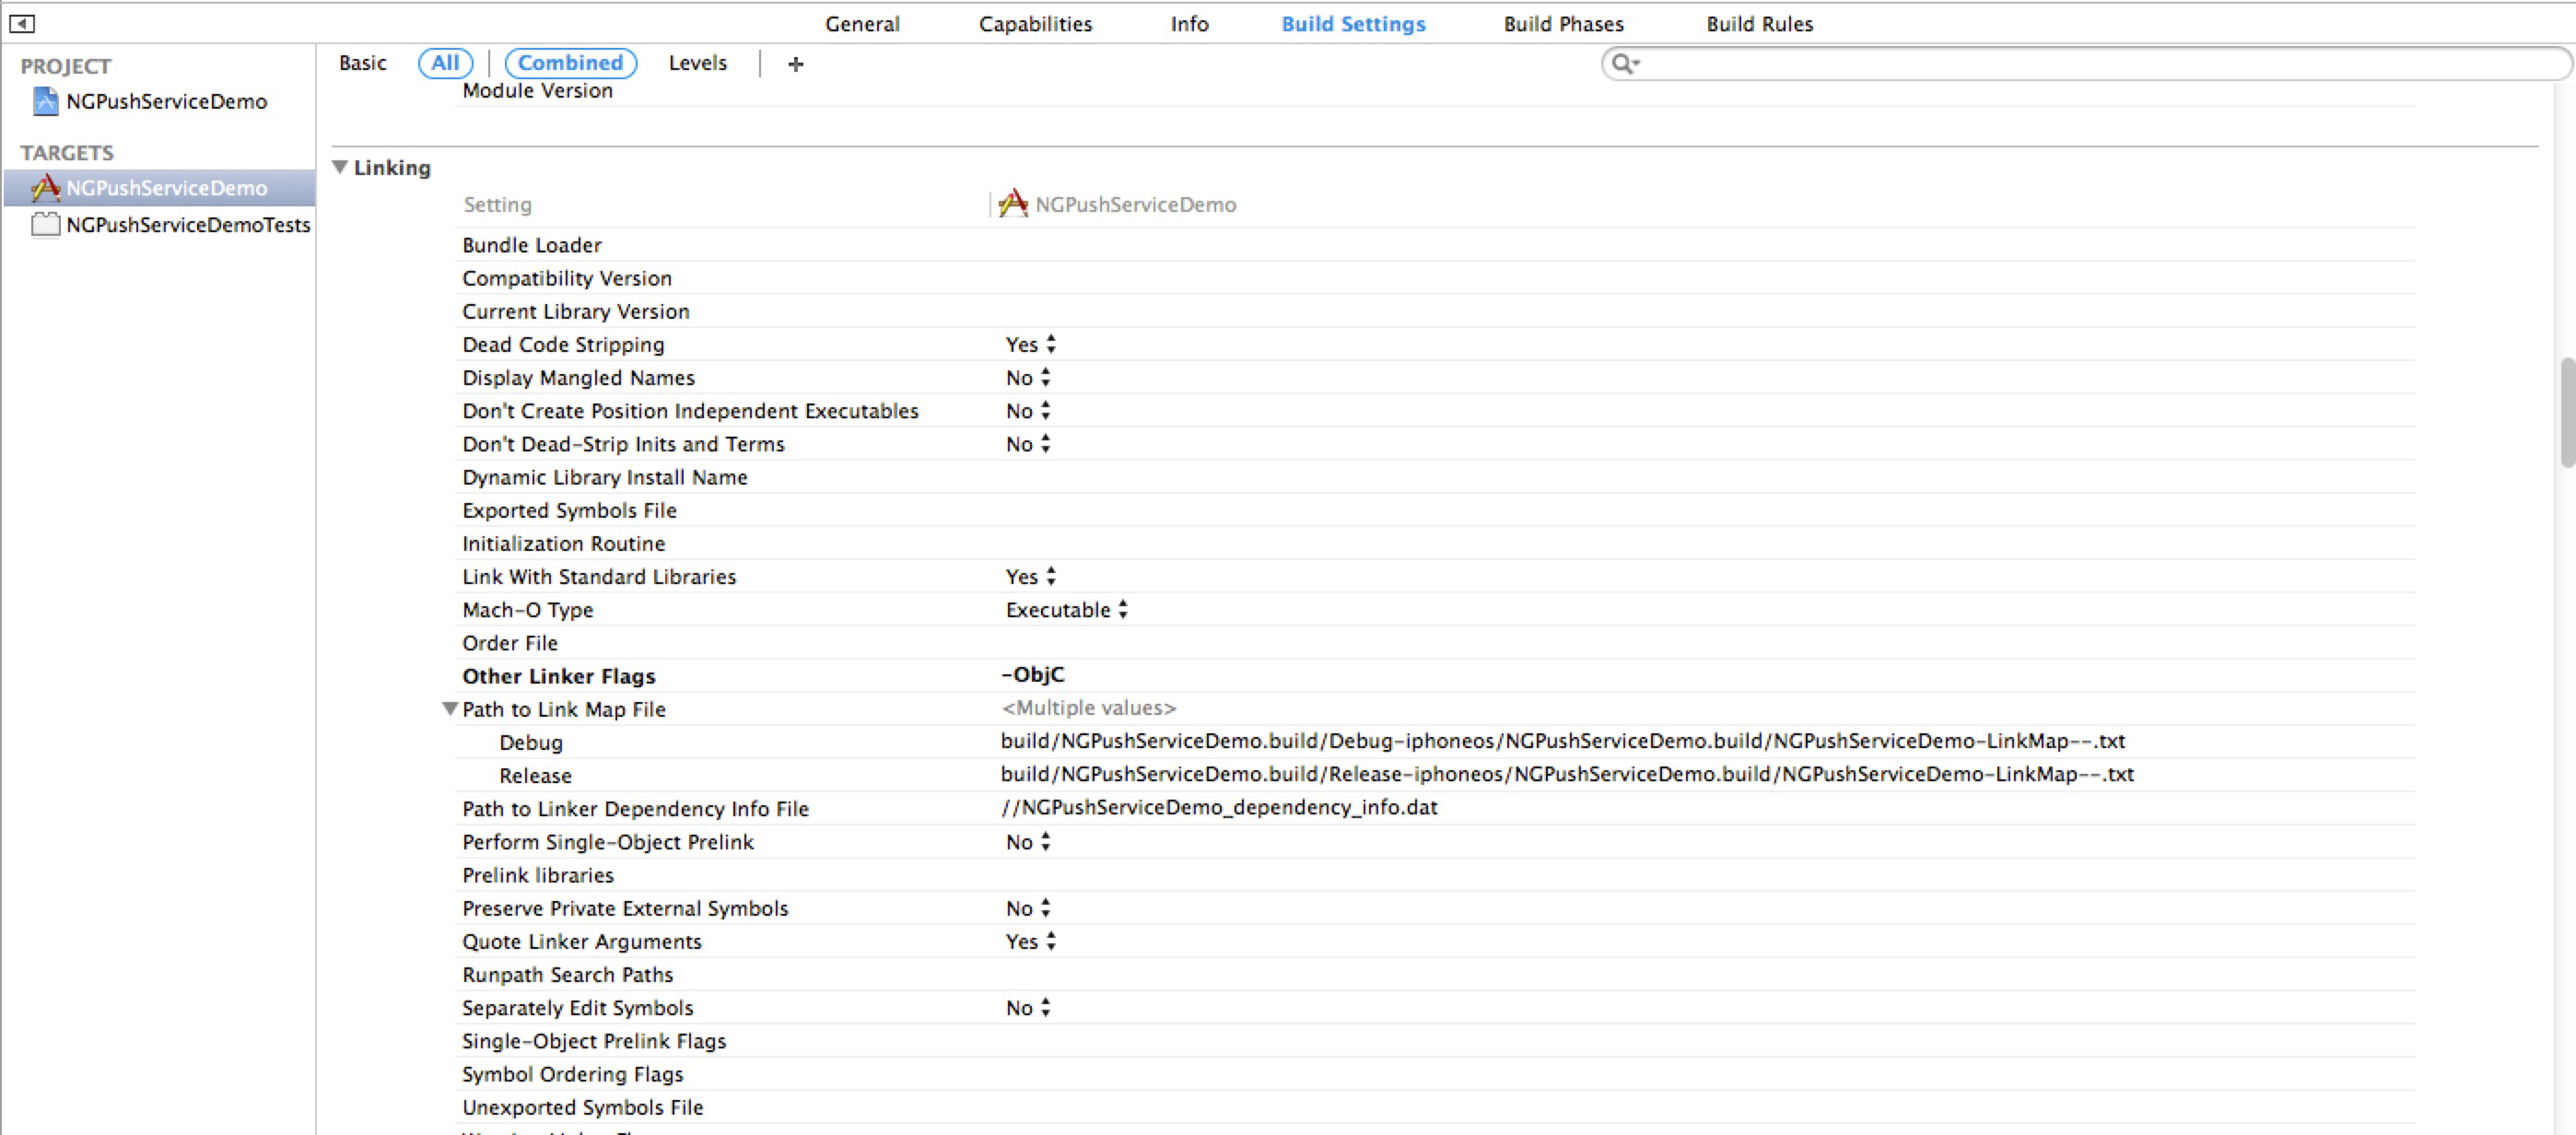 General Capabilities Info Build Settings Build Phases Build Rules
PROJECT
NGPushServiceDemo
TARGETS
NGPushServiceDemo
NGPushServiceDemoTests
Basic All Combined Levels +
Module Version
Linking
Setting NGPushServiceDemo
Bundle Loader
Compatibility Version
Current Library Version
Dead Code Stripping Yes
Display Mangled Names No
Don't Create Position Independent Executables No
Don't Dead-Strip Inits and Terms No
Dynamic Library Install Name
Exported Symbols File
Initialization Routine
Link With Standard Libraries Yes
Mach-O Type Executable
Order File
Other Linker Flags -ObjC
Path to Link Map File <Multiple values>
Debug build/NGPushServiceDemo.build/Debug-iphoneos/NGPushServiceDemo.build/NGPushServiceDemo-LinkMap--.txt
Release build/NGPushServiceDemo.build/Release-iphoneos/NGPushServiceDemo.build/NGPushServiceDemo-LinkMap--.txt
Path to Linker Dependency Info File //NGPushServiceDemo_dependency_info.dat
Perform Single-Object Prelink No
Prelink libraries
Preserve Private External Symbols No
Quote Linker Arguments Yes
Runpath Search Paths
Separately Edit Symbols No
Single-Object Prelink Flags
Symbol Ordering Flags
Unexported Symbols File